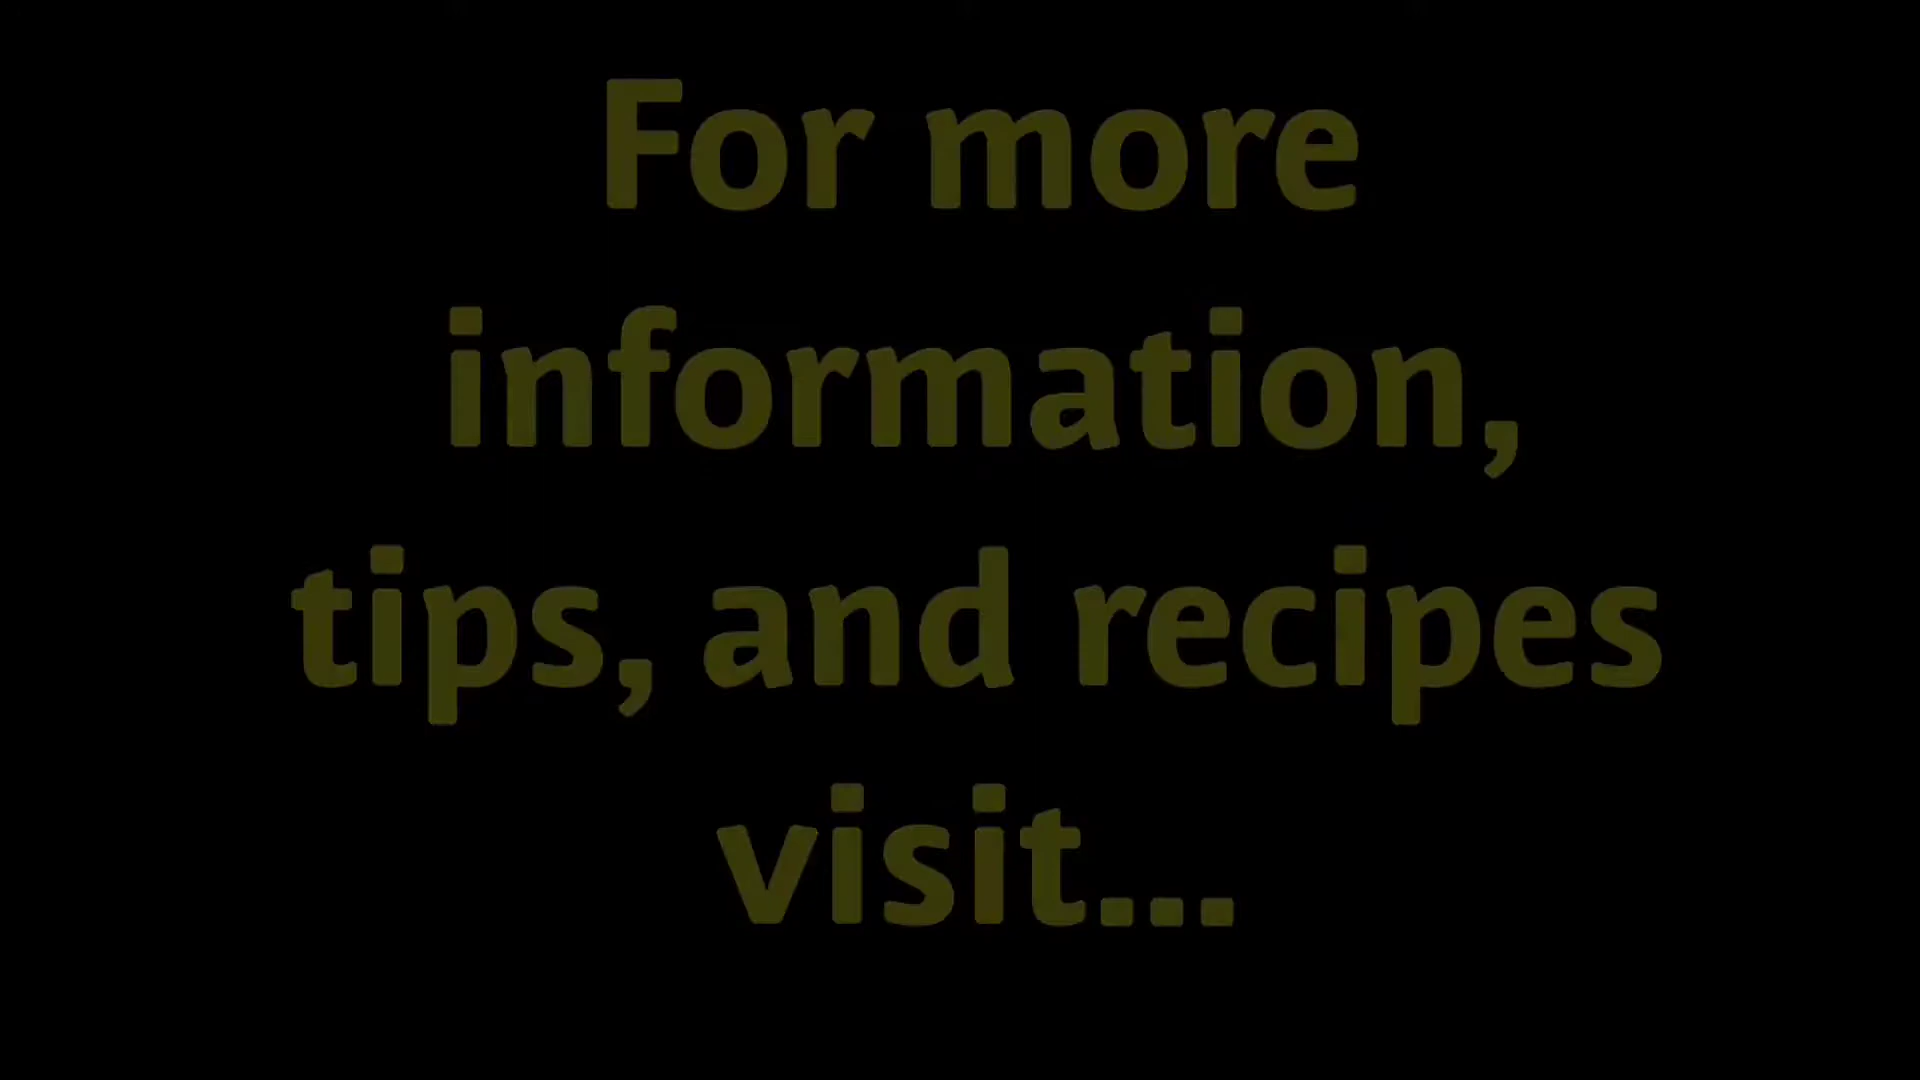 For more
information,
tips, and recipes
visit...